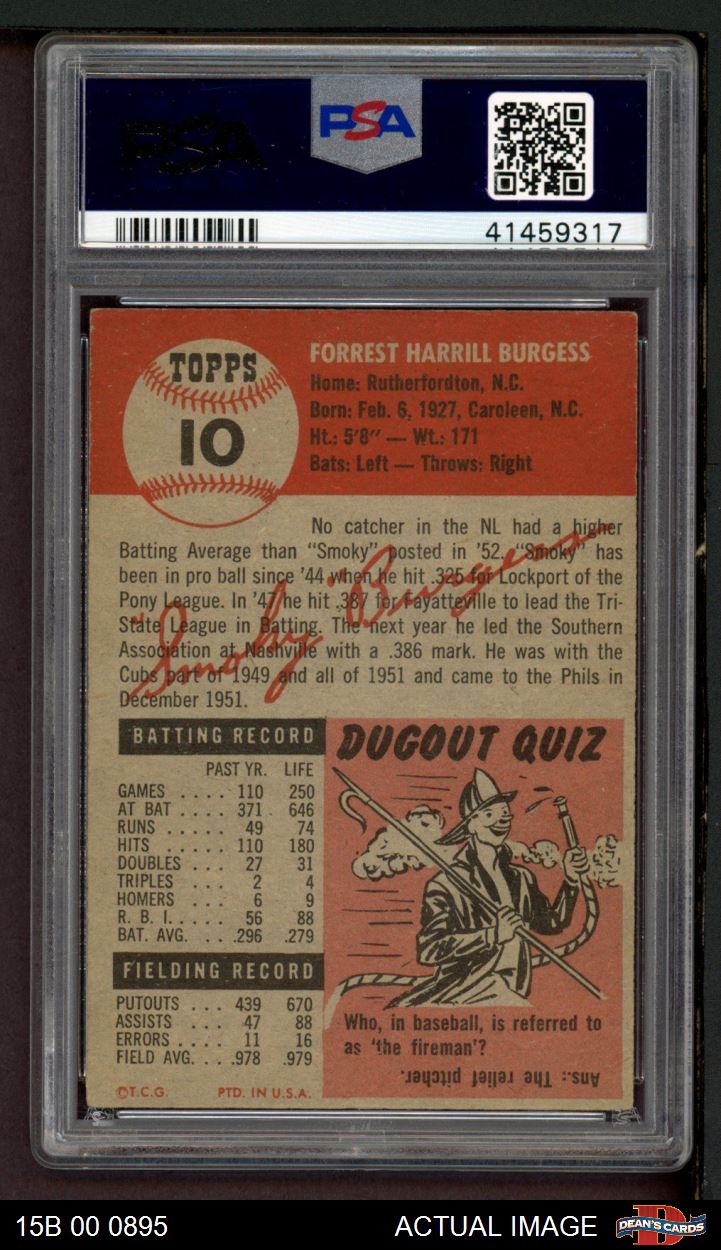 PSA
PSA
41459317
TOPPS
10
FORREST HARRILL BURGESS
Home: Rutherfordton, N.C.
Born: Feb. 6, 1927, Caroleen, N.C.
Ht.: 5'8" — Wt.: 171
Bats: Left — Throws: Right
No catcher in the NL had a higher
Batting Average than "Smoky" posted in '52. "Smoky" has
been in pro ball since '44 when he hit .325 for Lockport of the
Pony League. In '47 he hit .387 for Fayatteville to lead the Tri-
State League in Batting. The next year he led the Southern
Association at Nashville with a .386 mark. He was with the
Cubs part of 1949 and all of 1951 and came to the Phils in
December 1951.
"Smoky" Burgess
BATTING RECORD
PAST YR. LIFE
GAMES .... 110 250
AT BAT .... 371 646
RUNS ..... 49 74
HITS ..... 110 180
DOUBLES ... 27 31
TRIPLES ... 2 4
HOMERS ... 6 9
R. B. I. .... 56 88
BAT. AVG. ... .296 .279
FIELDING RECORD
PUTOUTS ... 439 670
ASSISTS ... 47 88
ERRORS ... 11 16
FIELD AVG. ... .978 .979
©T.C.G. PTD. IN U.S.A.
DUGOUT QUIZ
Who, in baseball, is referred to
as 'the fireman'?
Ans.: The relief pitcher.
15B 00 0895 ACTUAL IMAGE DEAN'S CARDS